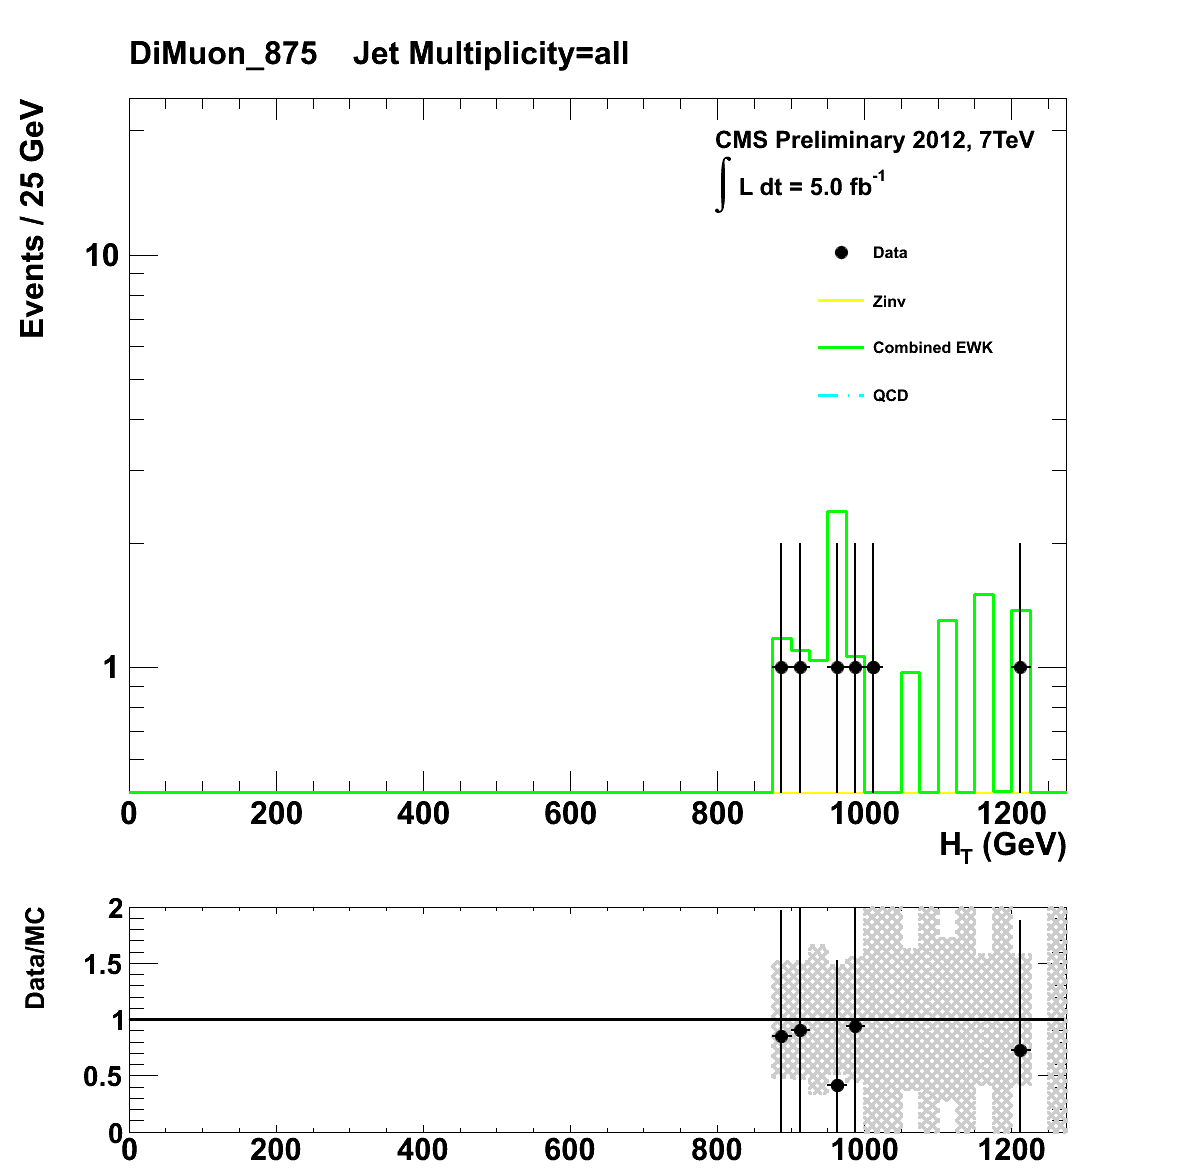 DiMuon_875 Jet Multiplicity=all
Events / 25 GeV
CMS Preliminary 2012, 7TeV
∫ L dt = 5.0 fb⁻¹
Data
Zinv
Combined EWK
QCD
10
1
0 200 400 600 800 1000 1200
H_T (GeV)
Data/MC
2
1.5
1
0.5
0
0 200 400 600 800 1000 1200